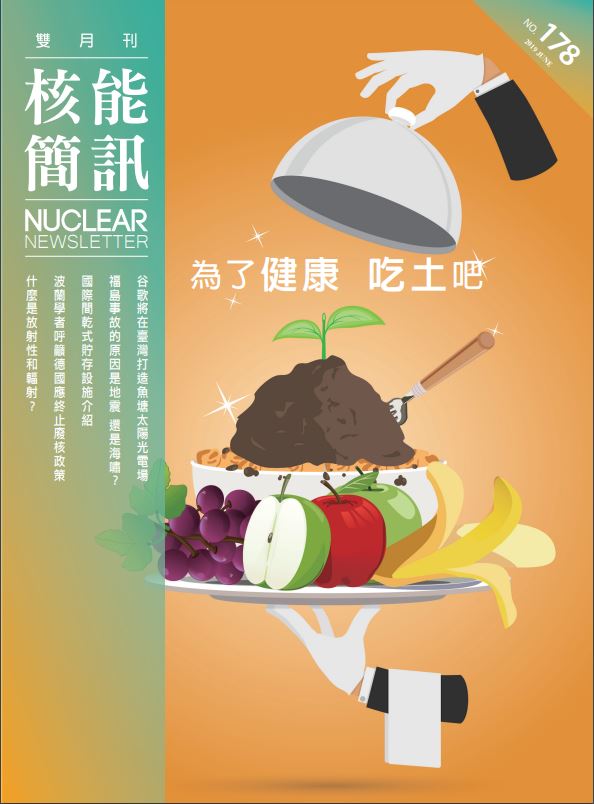 雙月刊
核能
簡訊
NUCLEAR
NEWSLETTER
NO. 178
2019 JUNE
為了健康 吃土吧
谷歌將在臺灣打造魚塘太陽光電場
福島事故的原因是地震 還是海嘯？
國際間乾式貯存設施介紹
波蘭學者呼籲德國應終止廢核政策
什麼是放射性和輻射？